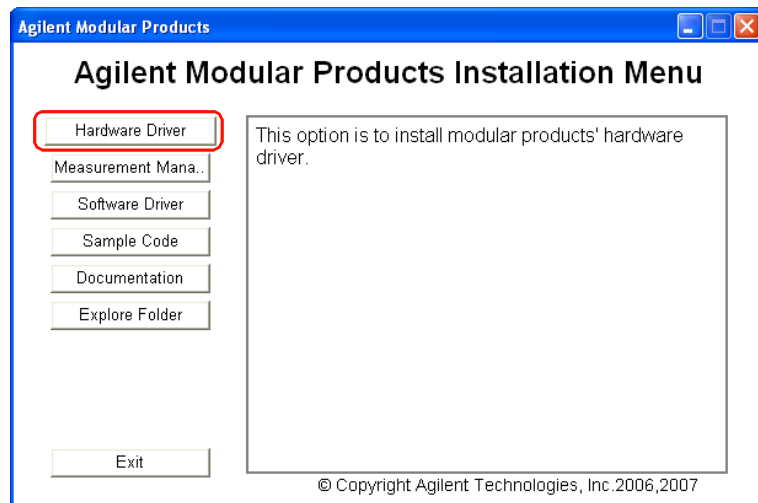 Agilent Modular Products
Agilent Modular Products Installation Menu
Hardware Driver
Measurement Mana..
Software Driver
Sample Code
Documentation
Explore Folder
Exit
This option is to install modular products' hardware
driver.
© Copyright Agilent Technologies, Inc.2006,2007